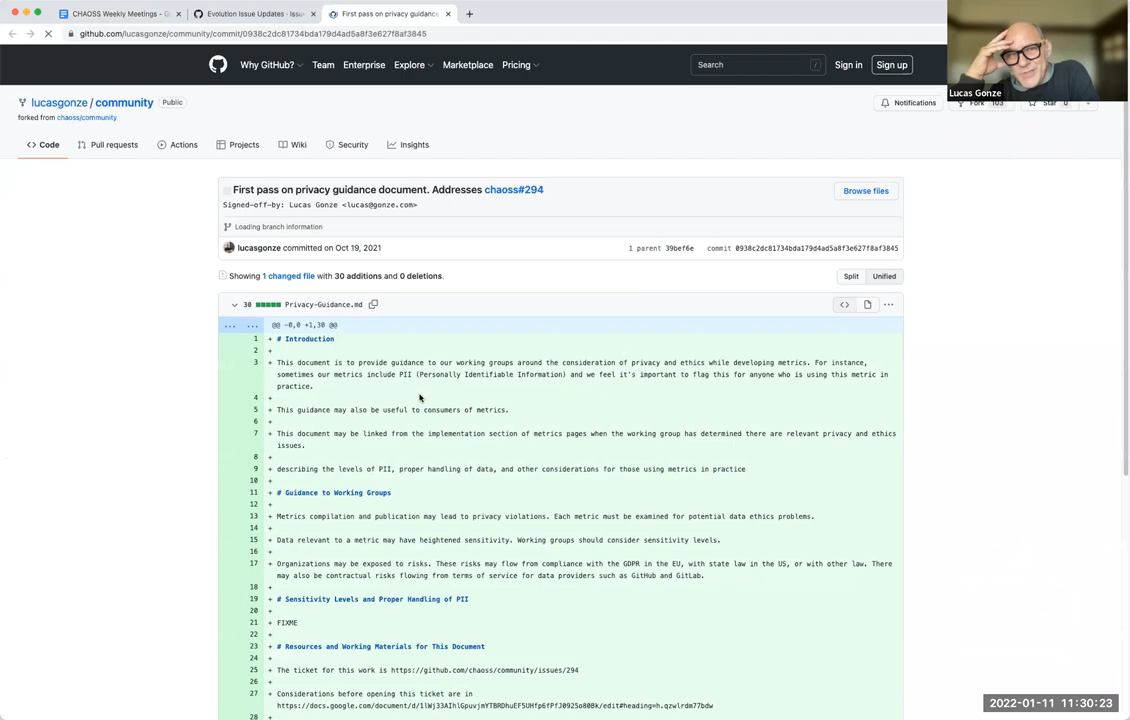 CHAOSS Weekly Meetings - G
Evolution Issue Updates · Issu
First pass on privacy guidanc
github.com/lucasgonze/community/commit/0938c2dc81734bda179d4ad5a8f3e627f8af3845
Why GitHub? Team Enterprise Explore Marketplace Pricing Search / Sign in Sign up
Lucas Gonze
lucasgonze / community Public
Notifications Fork 103 Star 0
forked from chaoss/community
Code Pull requests Actions Projects Wiki Security Insights
First pass on privacy guidance document. Addresses chaoss#294
Browse files
Signed-off-by: Lucas Gonze <lucas@gonze.com>
Loading branch information
lucasgonze committed on Oct 19, 2021 1 parent 39bef6e commit 0938c2dc81734bda179d4ad5a8f3e627f8af3845
Showing 1 changed file with 30 additions and 0 deletions. Split Unified
30 Privacy-Guidance.md
... ... @@ -0,0 +1,30 @@
1 + # Introduction
2 +
3 + This document is to provide guidance to our working groups around the consideration of privacy and ethics while developing metrics. For instance,
sometimes our metrics include PII (Personally Identifiable Information) and we feel it's important to flag this for anyone who is using this metric in
practice.
4 +
5 + This guidance may also be useful to consumers of metrics.
6 +
7 + This document may be linked from the implementation section of metrics pages when the working group has determined there are relevant privacy and ethics
issues.
8 +
9 + describing the levels of PII, proper handling of data, and other considerations for those using metrics in practice
10 +
11 + # Guidance to Working Groups
12 +
13 + Metrics compilation and publication may lead to privacy violations. Each metric must be examined for potential data ethics problems.
14 +
15 + Data relevant to a metric may have heightened sensitivity. Working groups should consider sensitivity levels.
16 +
17 + Organizations may be exposed to risks. These risks may flow from compliance with the GDPR in the EU, with state law in the US, or with other law. There
may also be contractual risks flowing from terms of service for data providers such as GitHub and GitLab.
18 +
19 + # Sensitivity Levels and Proper Handling of PII
20 +
21 + FIXME
22 +
23 + # Resources and Working Materials for This Document
24 +
25 + The ticket for this work is https://github.com/chaoss/community/issues/294
26 +
27 + Considerations before opening this ticket are in
https://docs.google.com/document/d/1lWj33AIhlGpuvjmYTBRDhuEF5UHfp6fPfJ0925o80Bk/edit#heading=h.qzwlrdm77bdw
28 +
2022-01-11 11:30:23